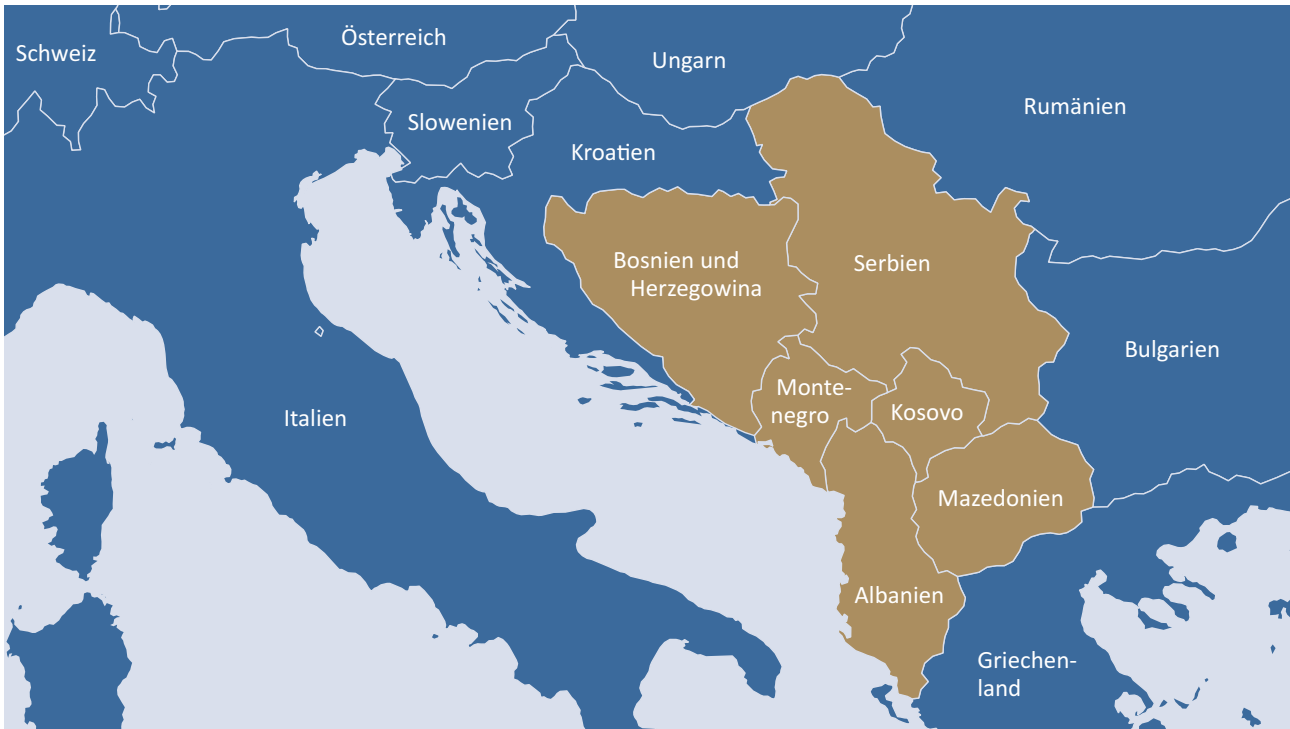 Österreich
Schweiz
Ungarn
Rumänien
Slowenien
Kroatien
Bosnien und
Herzegowina
Serbien
Bulgarien
Monte-
negro
Kosovo
Italien
Mazedonien
Albanien
Griechen-
land